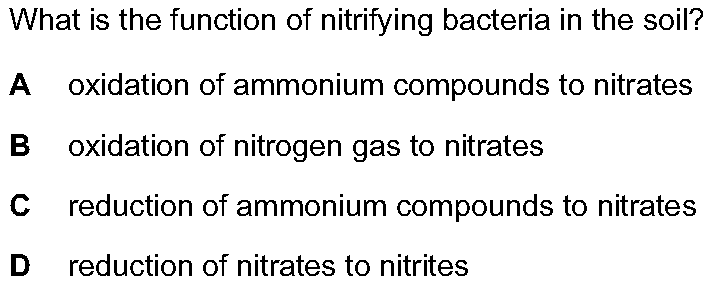 What is the function of nitrifying bacteria in the soil?
A oxidation of ammonium compounds to nitrates
B oxidation of nitrogen gas to nitrates
C reduction of ammonium compounds to nitrates
D reduction of nitrates to nitrites